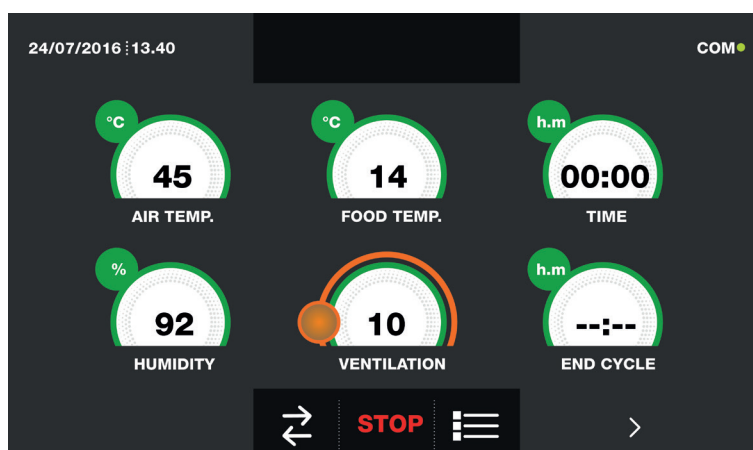 24/07/2016 13.40
COM
°C
45
AIR TEMP.
°C
14
FOOD TEMP.
h.m
00:00
TIME
%
92
HUMIDITY
10
VENTILATION
h.m
--:--
END CYCLE
STOP